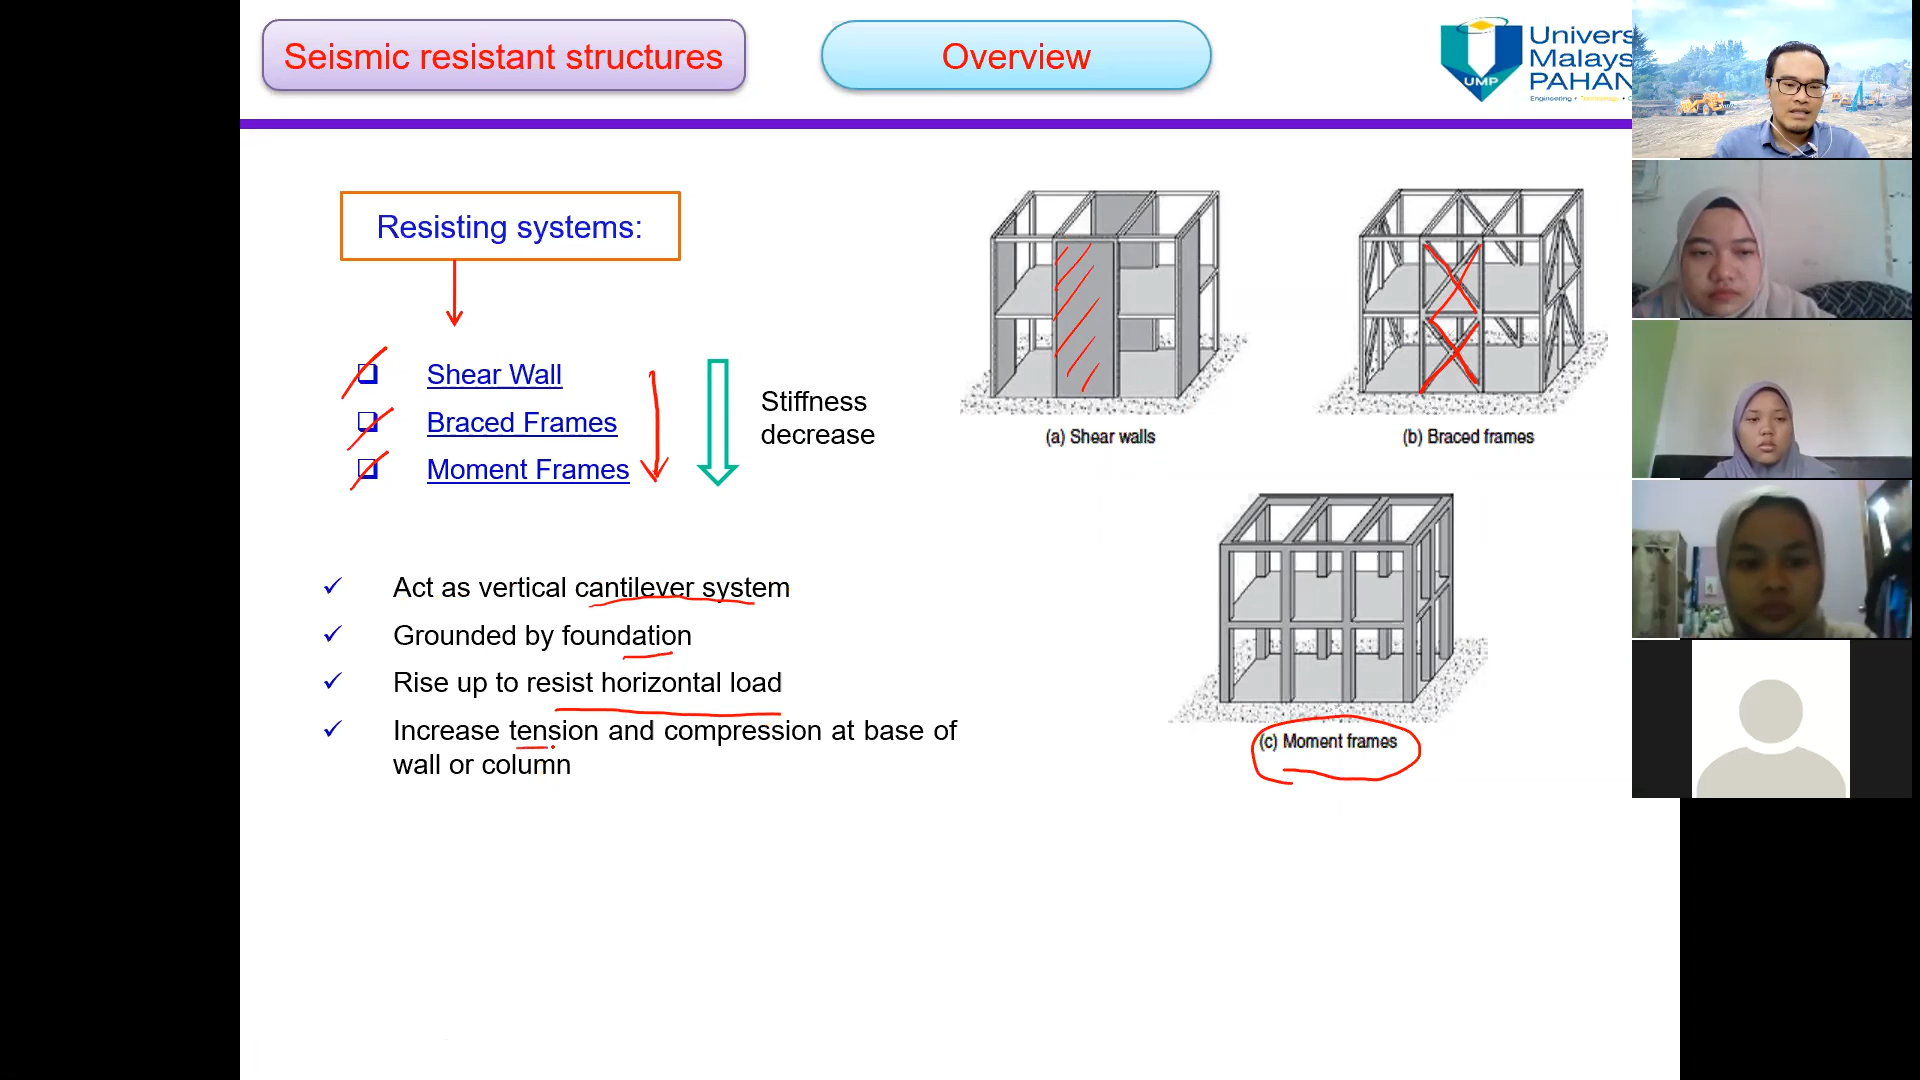 Seismic resistant structures
Overview
Univers
Malays
PAHAN
UMP
Engineering • Technology • C
Resisting systems:
Shear Wall
Braced Frames
Moment Frames
Stiffness
decrease
(a) Shear walls
(b) Braced frames
(c) Moment frames
Act as vertical cantilever system
Grounded by foundation
Rise up to resist horizontal load
Increase tension and compression at base of
wall or column